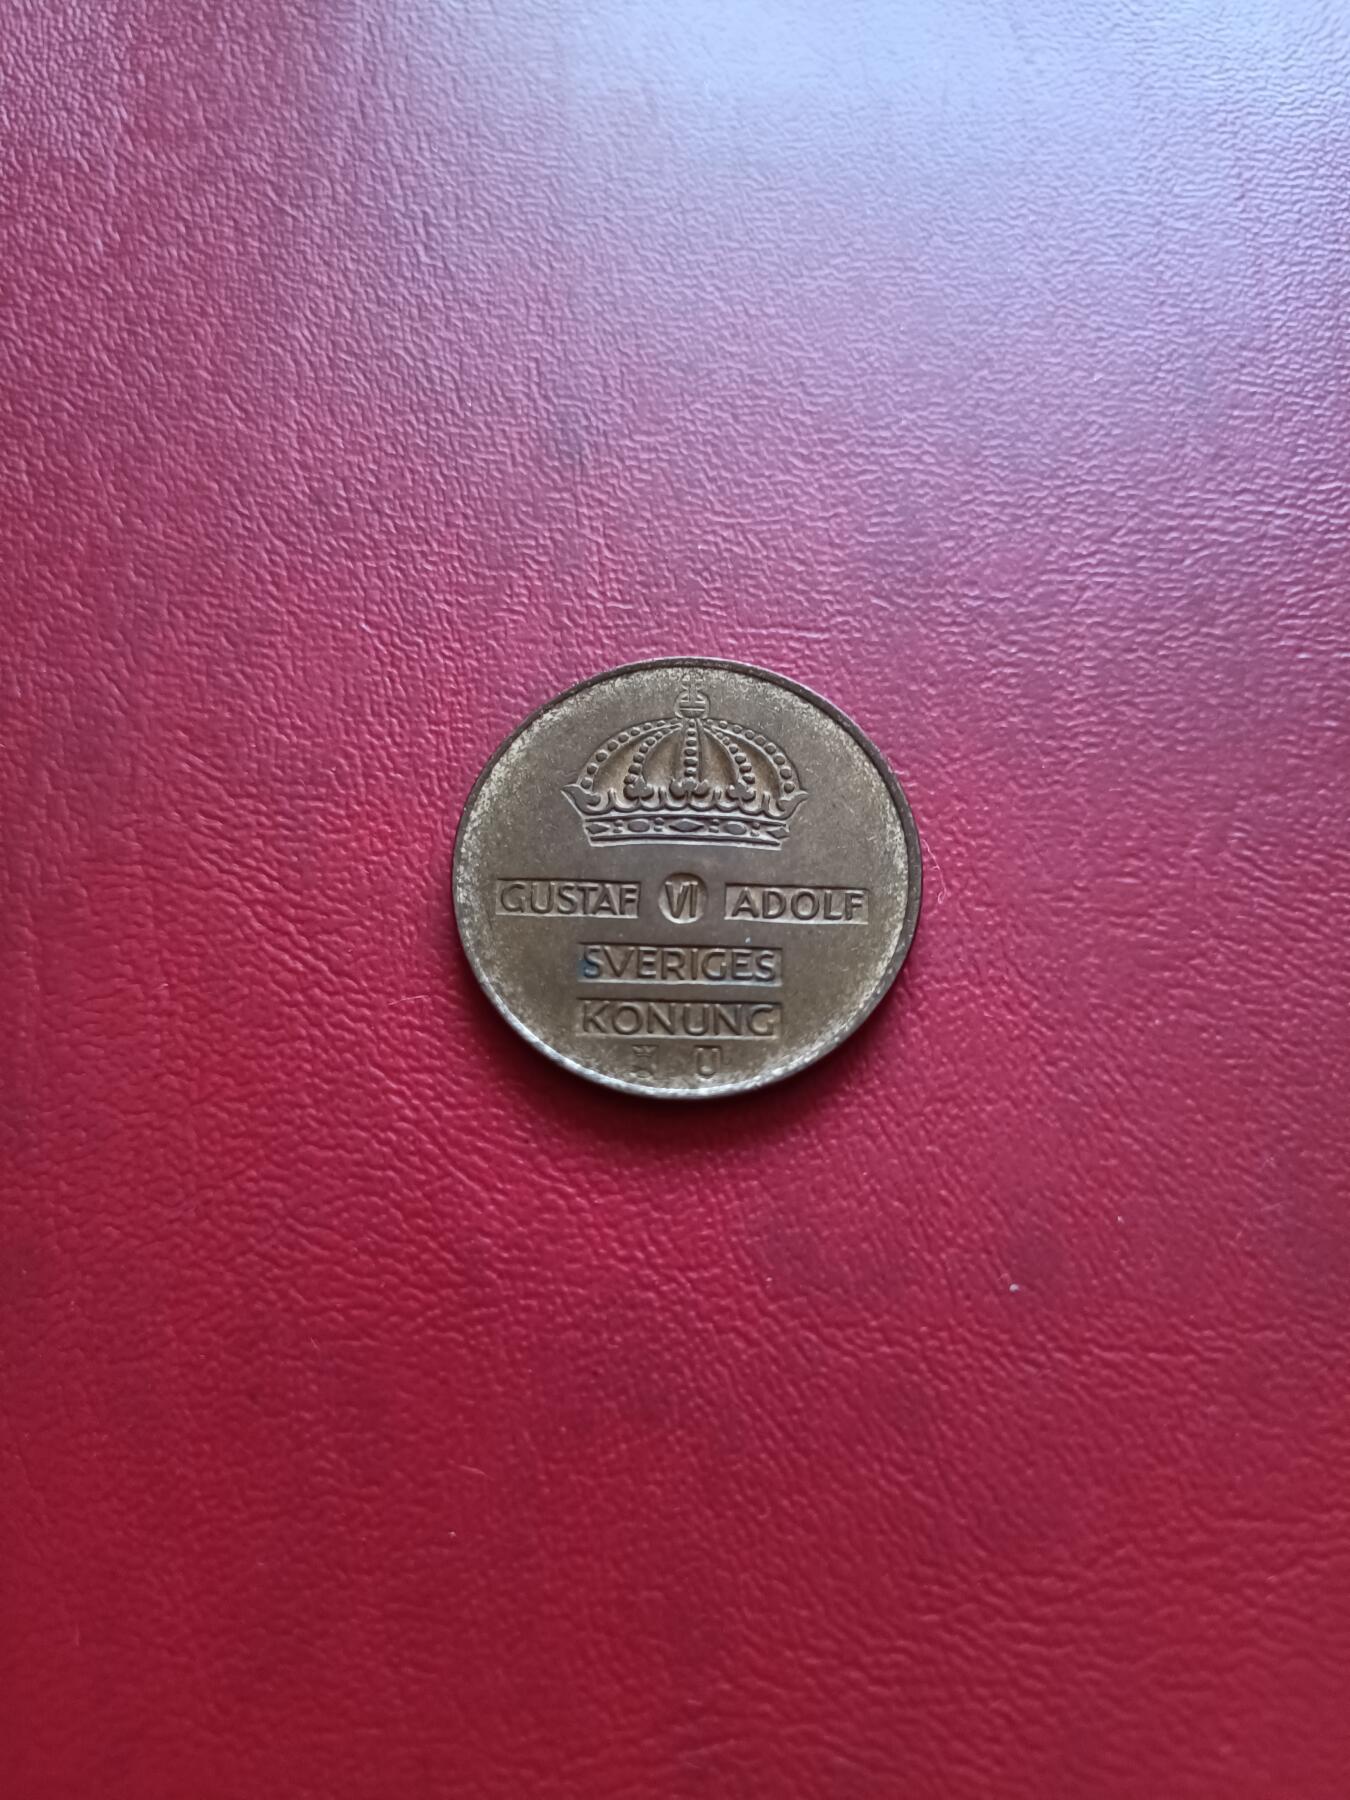 GUSTAF VI ADOLF
SVERIGES
KONUNG
U